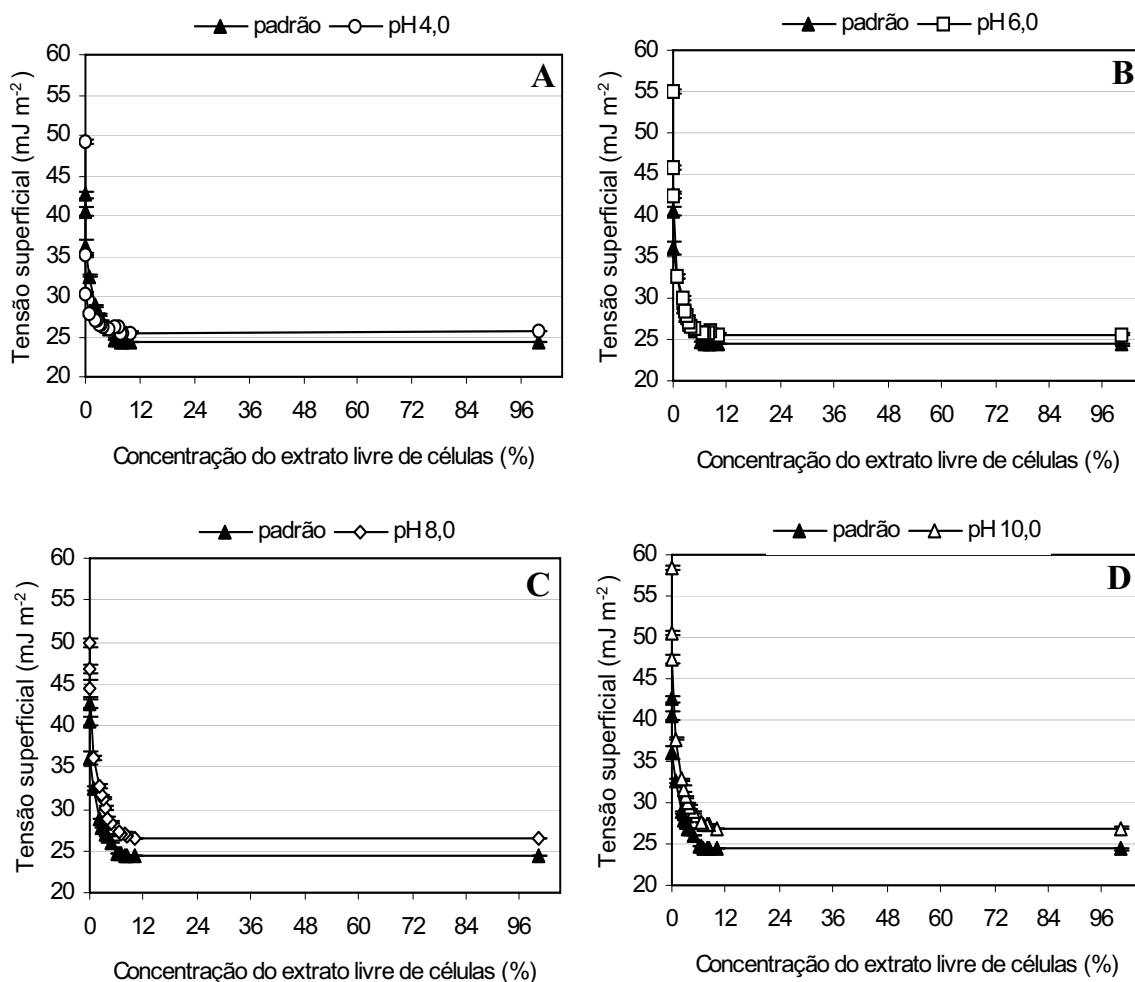 padrão pH 4,0
A
Tensão superficial (mJ m-2)
60
55
50
45
40
35
30
25
20
0 12 24 36 48 60 72 84 96
Concentração do extrato livre de células (%)
padrão pH 6,0
B
Tensão superficial (mJ m-2)
60
55
50
45
40
35
30
25
20
0 12 24 36 48 60 72 84 96
Concentração do extrato livre de células (%)
padrão pH 8,0
C
Tensão superficial (mJ m-2)
60
55
50
45
40
35
30
25
20
0 12 24 36 48 60 72 84 96
Concentração do extrato livre de células (%)
padrão pH 10,0
D
Tensão superficial (mJ m-2)
60
55
50
45
40
35
30
25
20
0 12 24 36 48 60 72 84 96
Concentração do extrato livre de células (%)